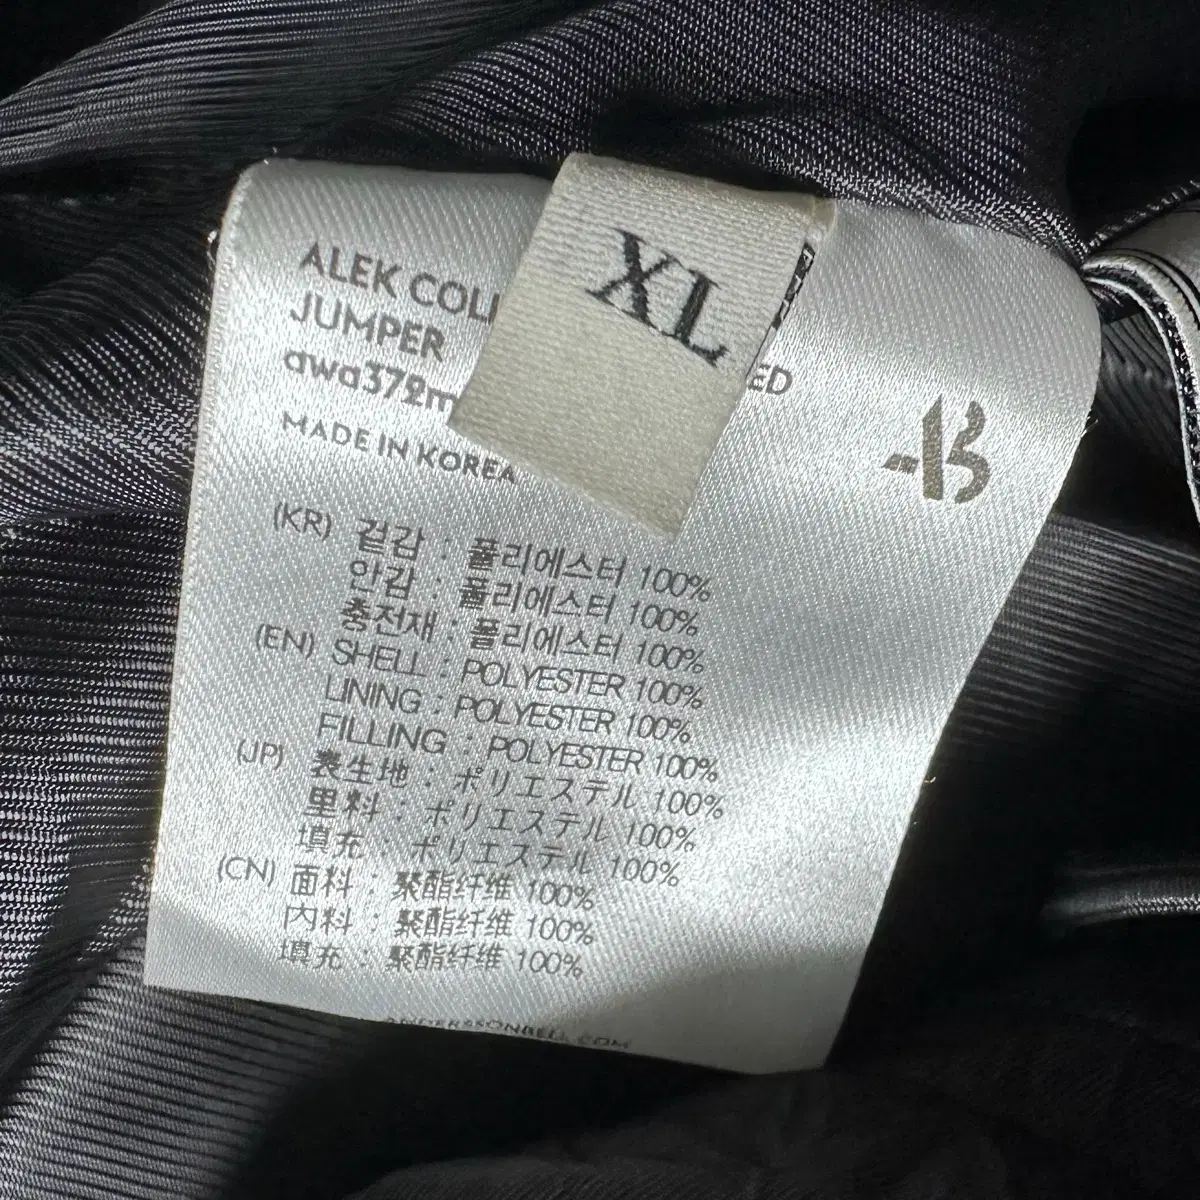 XL
ALEK COLL
JUMPER
awa372m
ED
MADE IN KOREA
(KR) 겉감 : 폴리에스터 100%
안감 : 폴리에스터 100%
충전재 : 폴리에스터 100%
(EN) SHELL : POLYESTER 100%
LINING : POLYESTER 100%
FILLING : POLYESTER 100%
(JP) 表生地 : ポリエステル 100%
里料 : ポリエステル 100%
填充 : ポリエステル 100%
(CN) 面料 : 聚酯纤维 100%
内料 : 聚酯纤维 100%
填充 : 聚酯纤维 100%
ANDERSSONBELL.COM